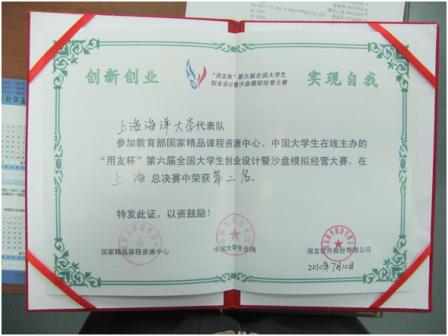 创新创业
"用友杯"第六届全国大学生
创业设计暨沙盘模拟经营大赛
实现自我
上海海洋大学代表队
参加教育部国家精品课程资源中心、中国大学生在线主办的
"用友杯"第六届全国大学生创业设计暨沙盘模拟经营大赛,在
上海总决赛中荣获第二名。
特发此证,以资鼓励!
国家精品课程资源中心
中国大学生在线
用友软件股份有限公司
2010年7月10日